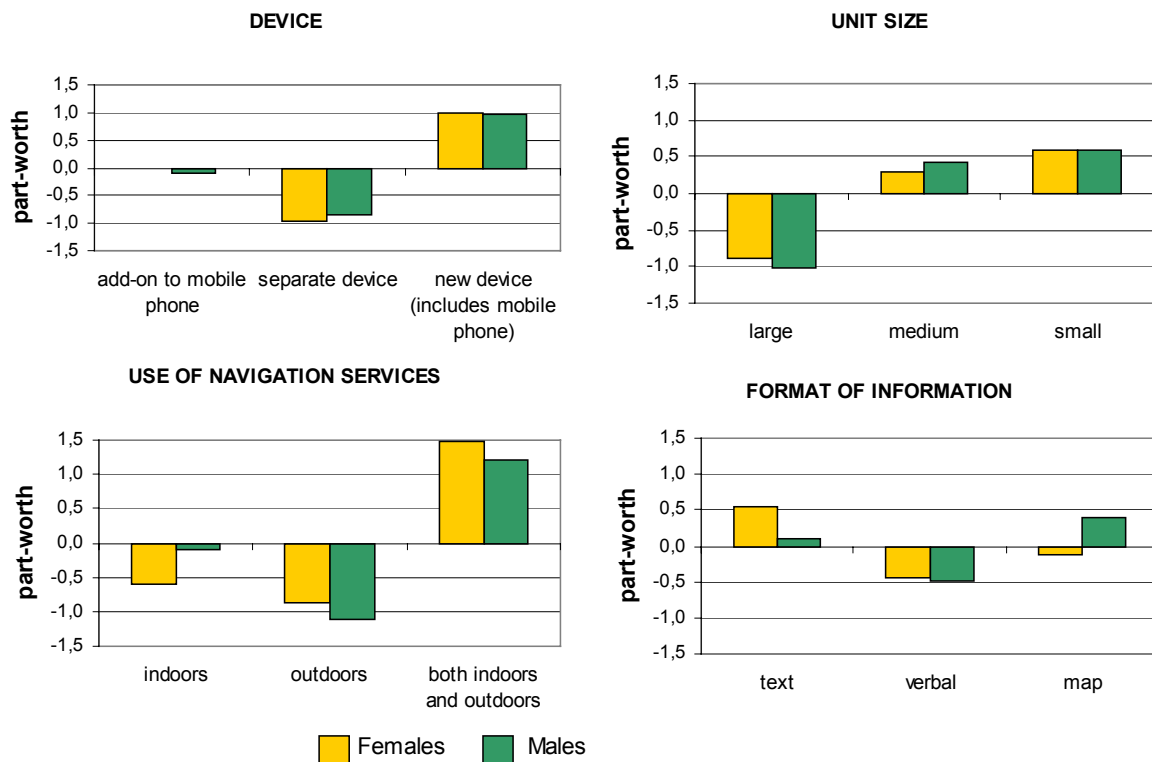 DEVICE
part-worth
1,5
1,0
0,5
0,0
-0,5
-1,0
-1,5
add-on to mobile
phone
separate device
new device
(includes mobile
phone)
UNIT SIZE
part-worth
1,5
1,0
0,5
0,0
-0,5
-1,0
-1,5
large
medium
small
USE OF NAVIGATION SERVICES
part-worth
1,5
1,0
0,5
0,0
-0,5
-1,0
-1,5
indoors
outdoors
both indoors
and outdoors
FORMAT OF INFORMATION
part-worth
1,5
1,0
0,5
0,0
-0,5
-1,0
-1,5
text
verbal
map
Females
Males